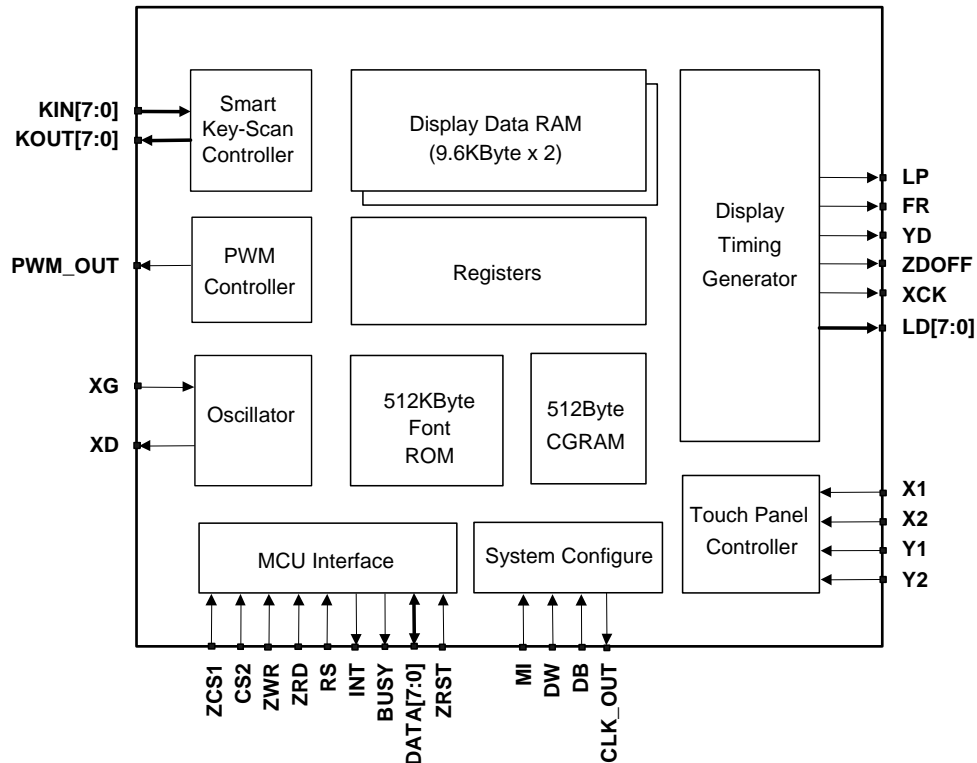 KIN[7:0]
KOUT[7:0]
Smart
Key-Scan
Controller
Display Data RAM
(9.6KByte x 2)
Display
Timing
Generator
LP
FR
YD
ZDOFF
XCK
LD[7:0]
PWM_OUT
PWM
Controller
Registers
XG
XD
Oscillator
512KByte
Font
ROM
512Byte
CGRAM
Touch Panel
Controller
X1
X2
Y1
Y2
MCU Interface
System Configure
ZCS1
CS2
ZWR
ZRD
RS
INT
BUSY
DATA[7:0]
ZRST
MI
DW
DB
CLK_OUT